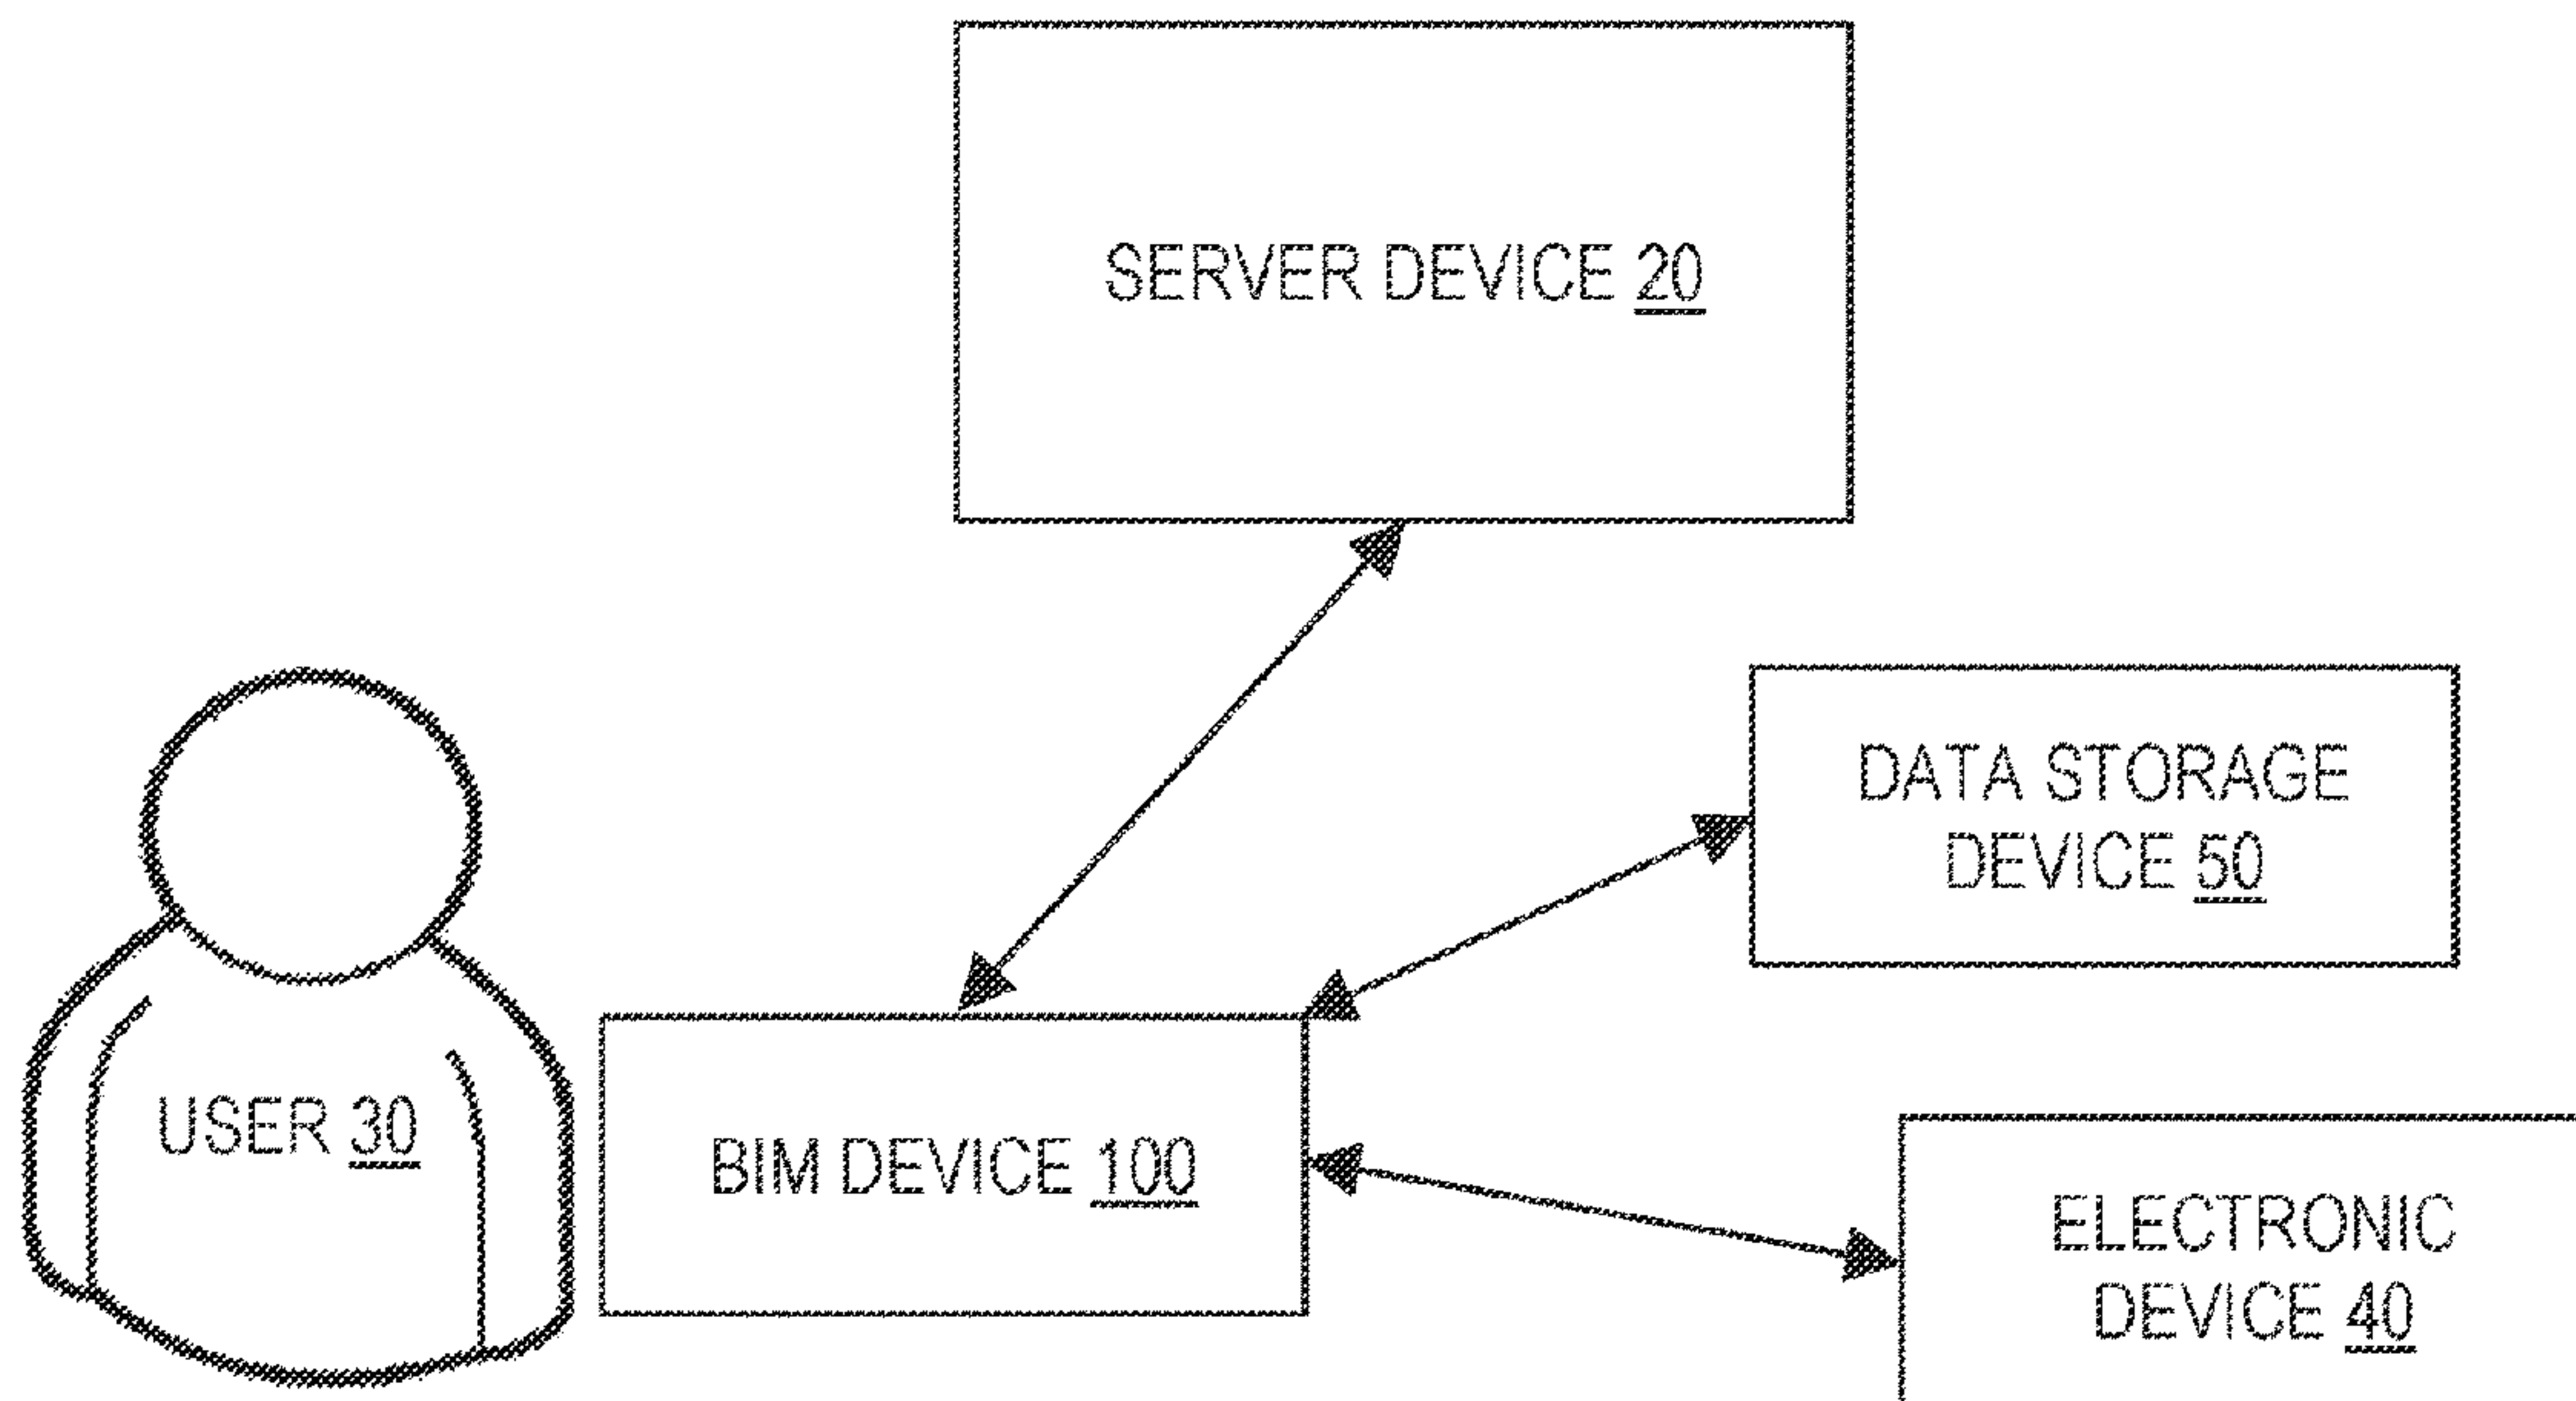 SERVER DEVICE 20
DATA STORAGE
DEVICE 50
USER 30
BIM DEVICE 100
ELECTRONIC
DEVICE 40